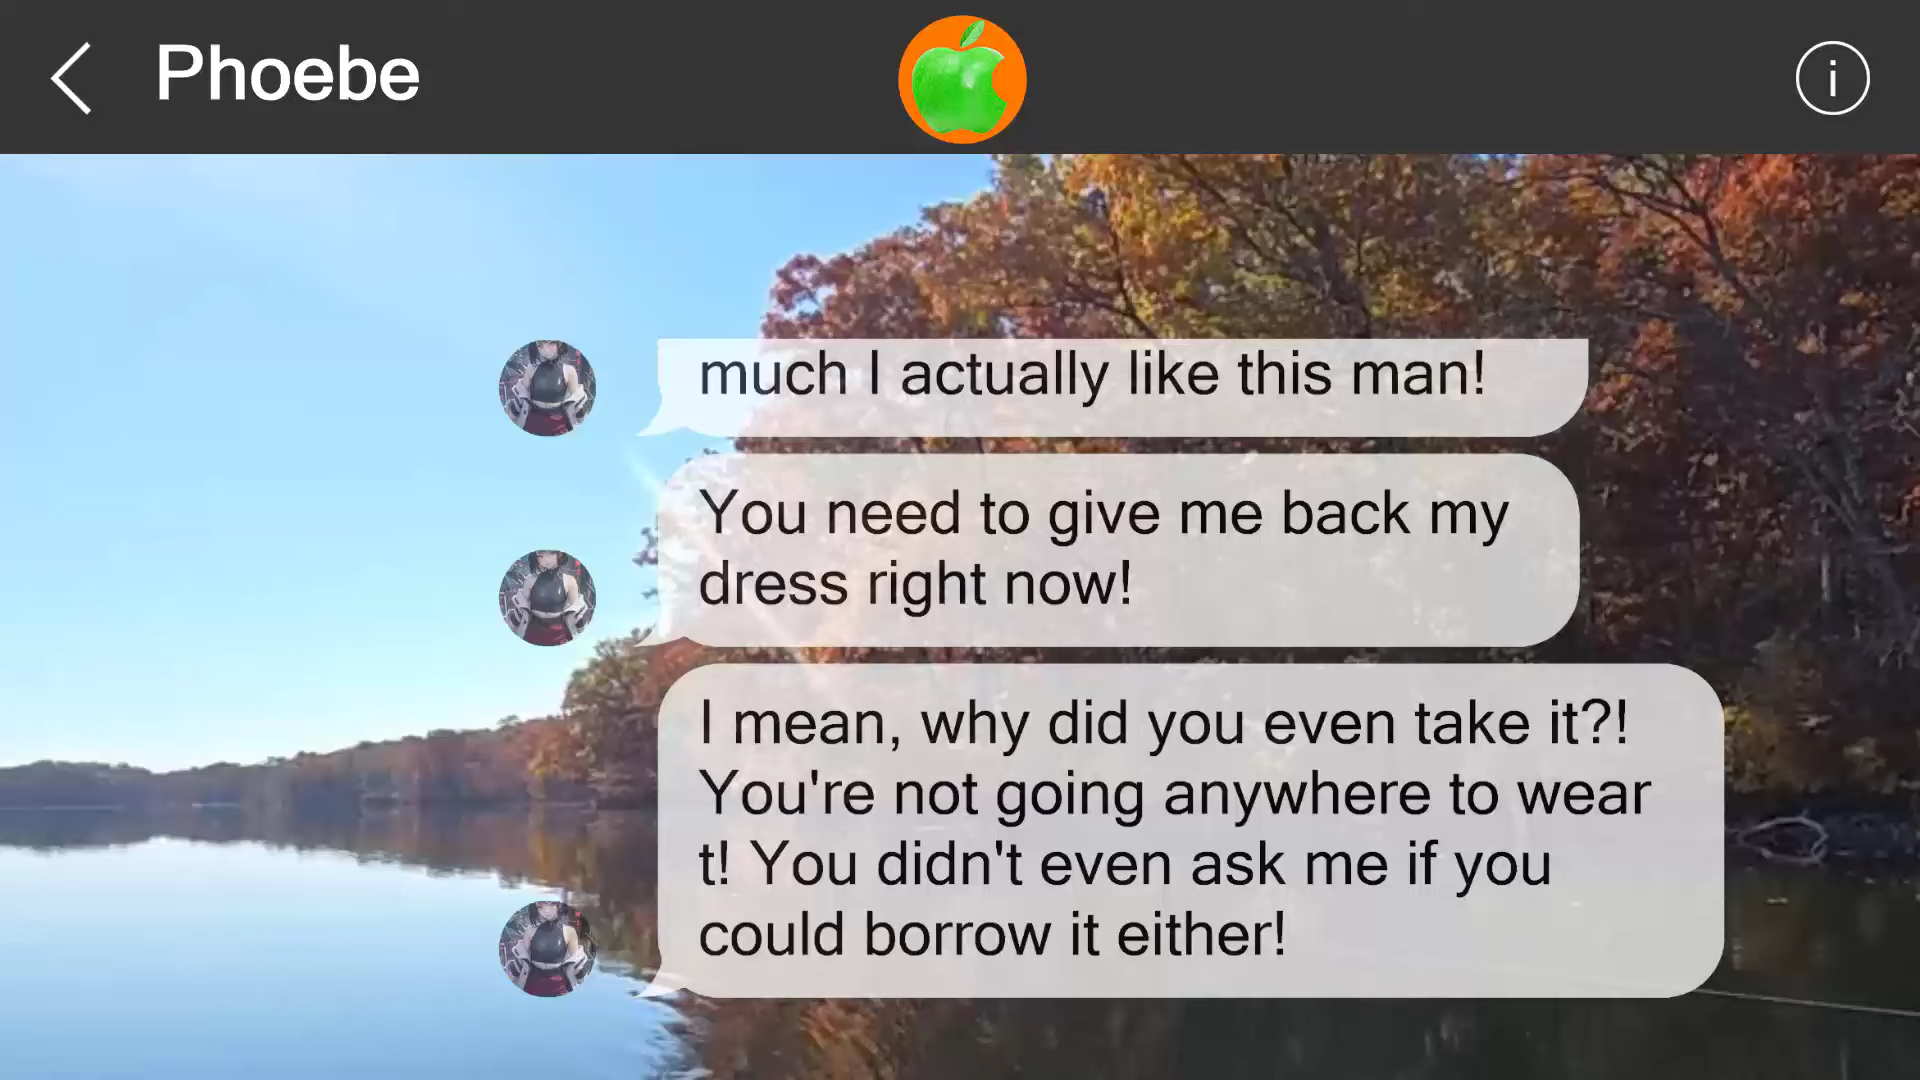 Phoebe
i
much I actually like this man!
You need to give me back my
dress right now!
I mean, why did you even take it?!
You're not going anywhere to wear
t! You didn't even ask me if you
could borrow it either!